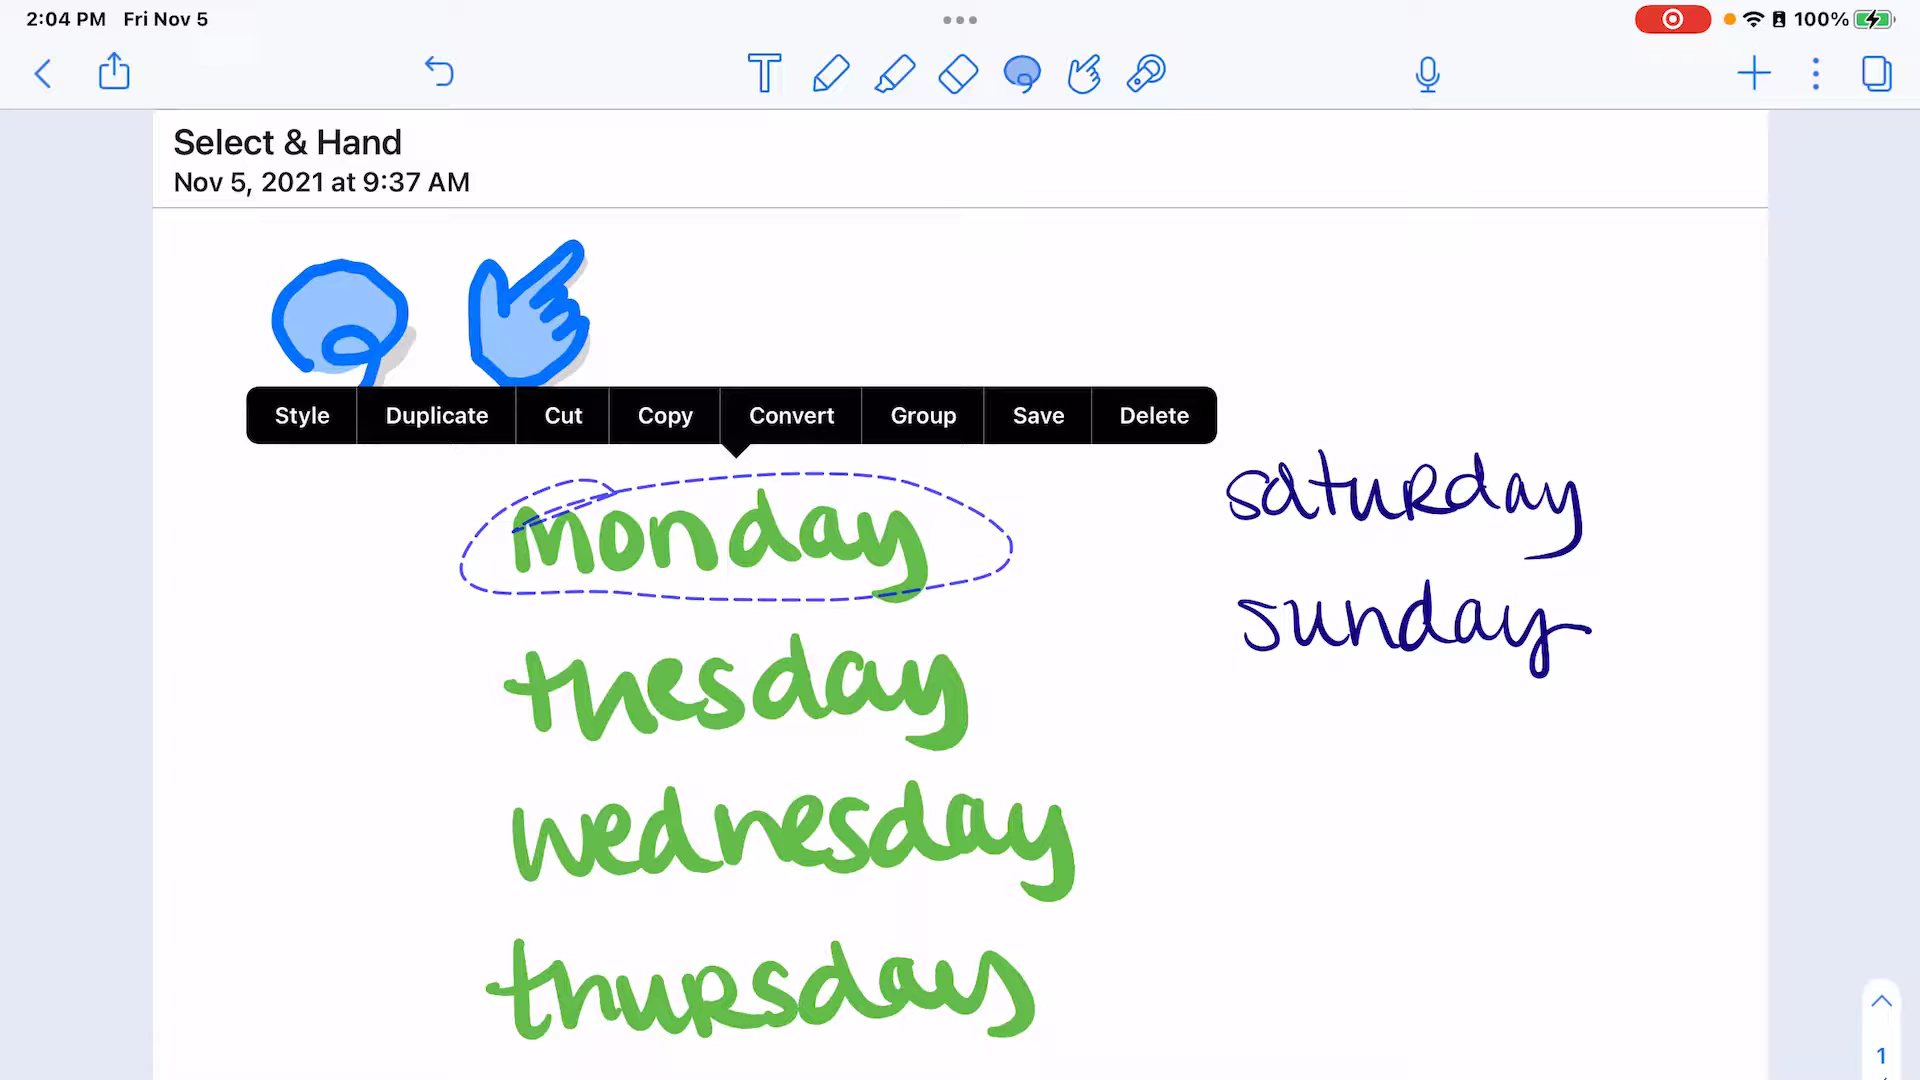 2:04 PM Fri Nov 5 100%
T
Select & Hand
Nov 5, 2021 at 9:37 AM
Style Duplicate Cut Copy Convert Group Save Delete
monday
tuesday
wednesday
thursday
saturday
sunday
1